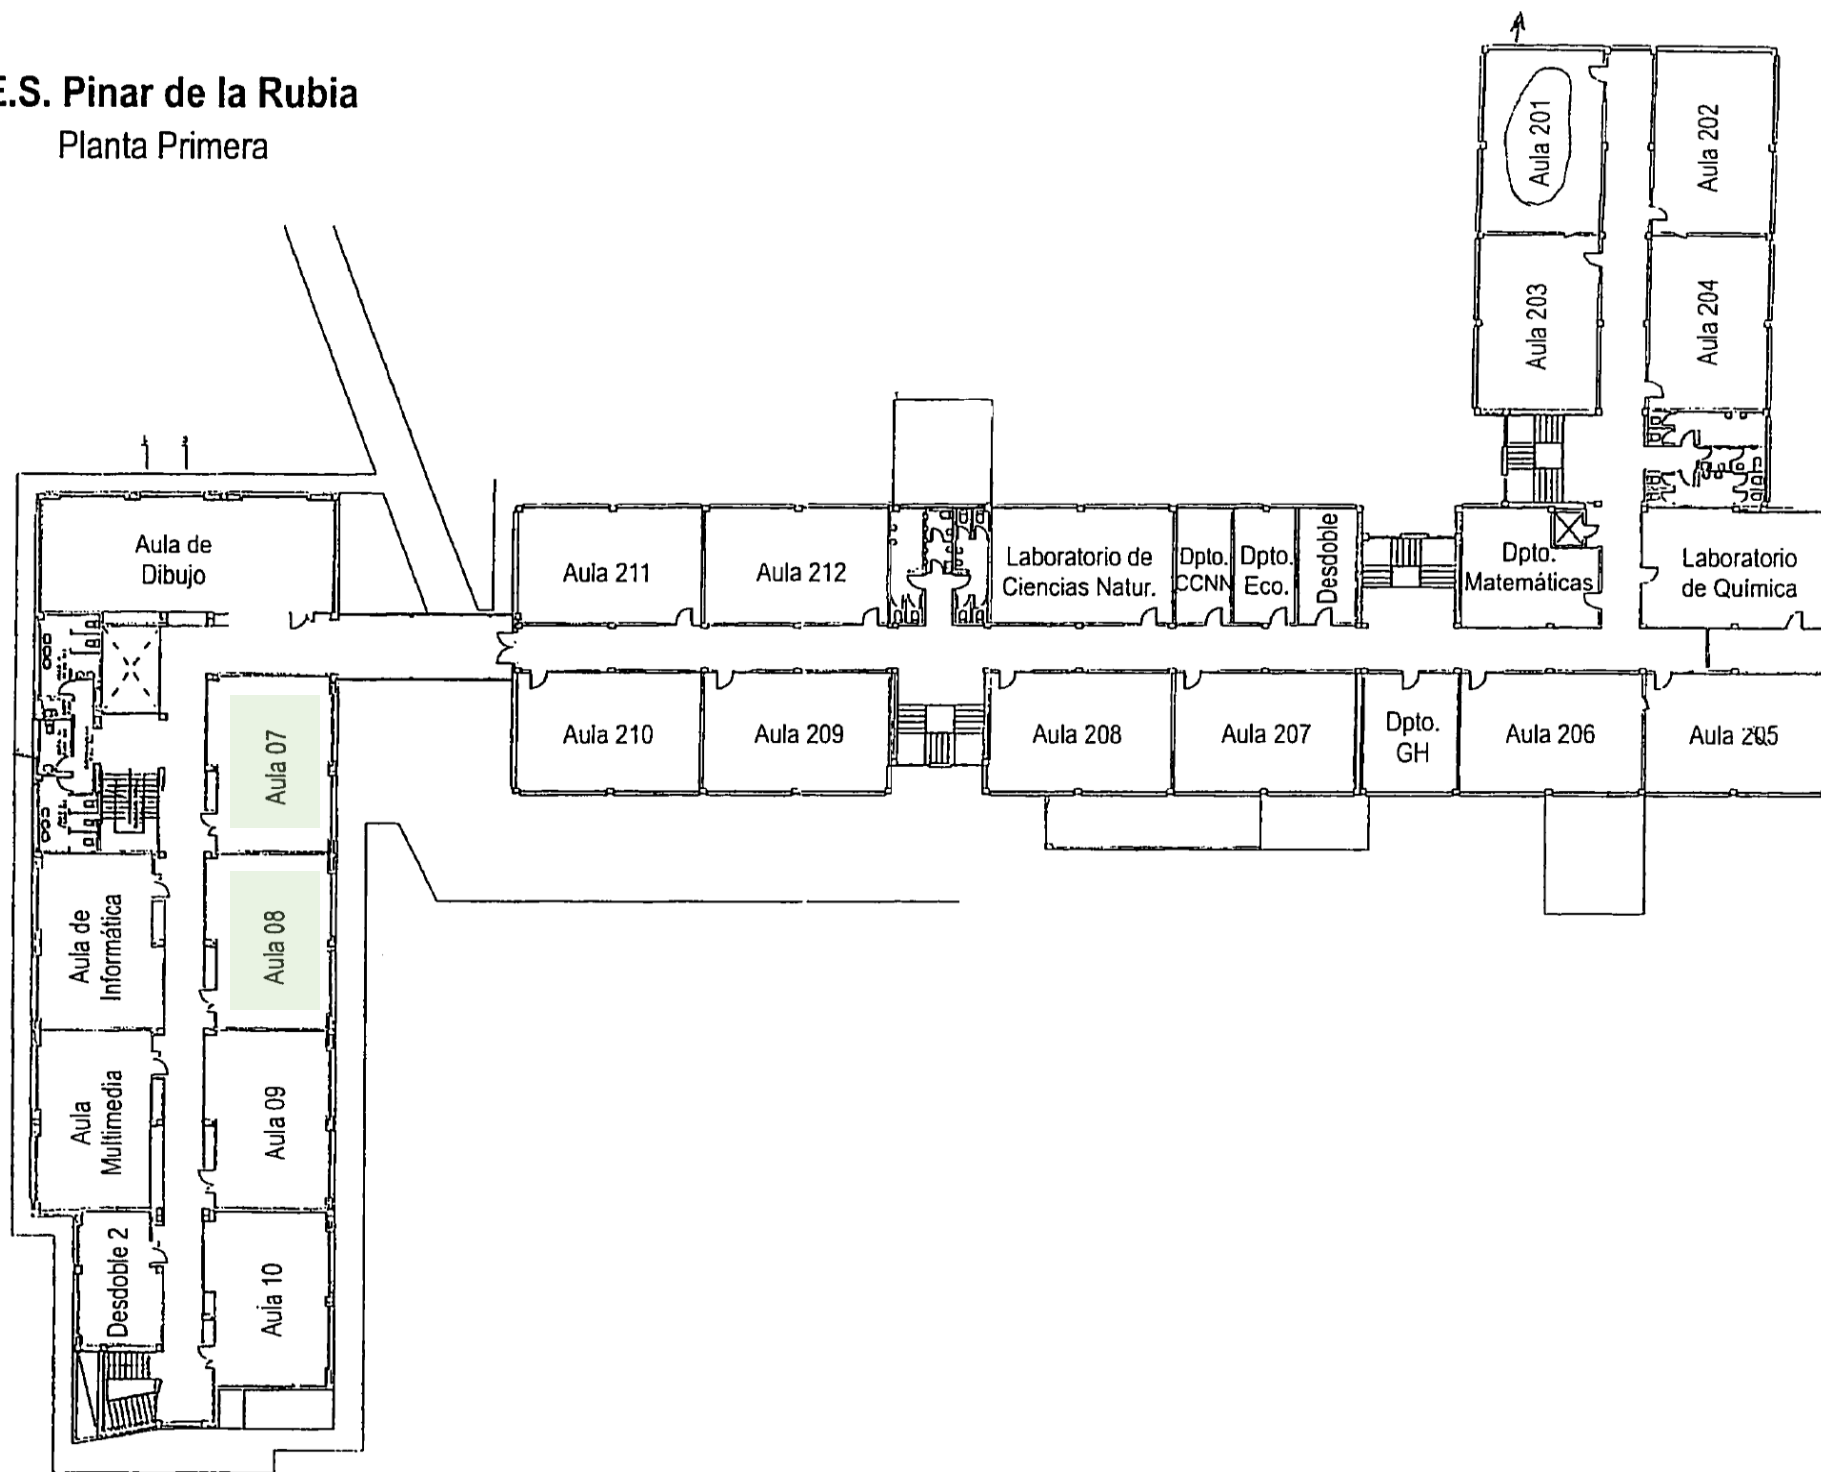 E.S. Pinar de la Rubia
Planta Primera
Aula 201
Aula 202
Aula 203
Aula 204
Aula de
Dibujo
Aula 211
Aula 212
Laboratorio de
Ciencias Natur.
Dpto.
CCNN
Dpto.
Eco.
Desdoble
Dpto.
Matemáticas
Laboratorio
de Química
Aula 07
Aula 210
Aula 209
Aula 208
Aula 207
Dpto.
GH
Aula 206
Aula 205
Aula de
Informática
Aula 08
Aula
Multimedia
Aula 09
Desdoble 2
Aula 10